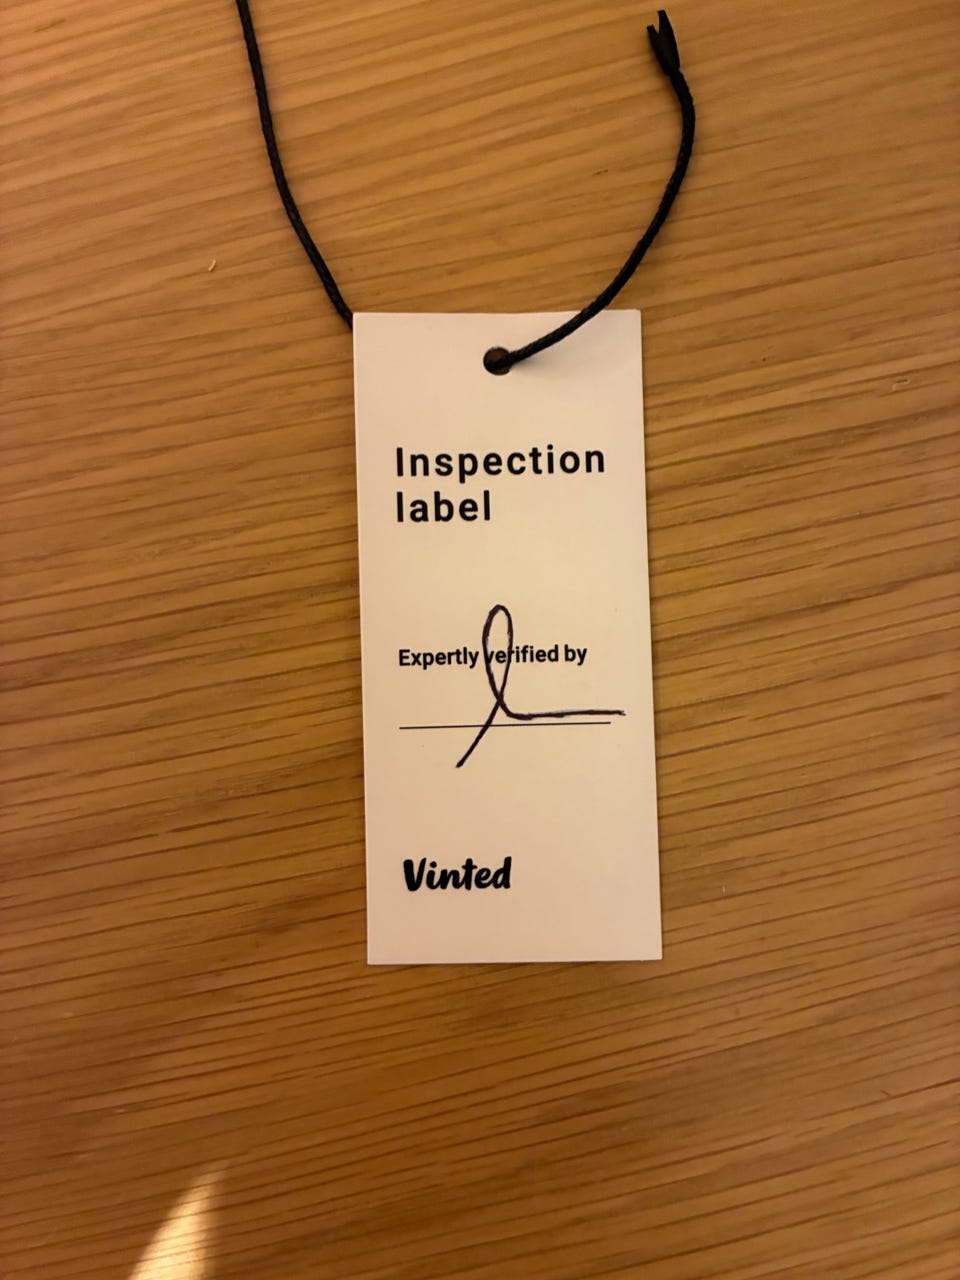 Inspection
label
Expertly verified by
Vinted